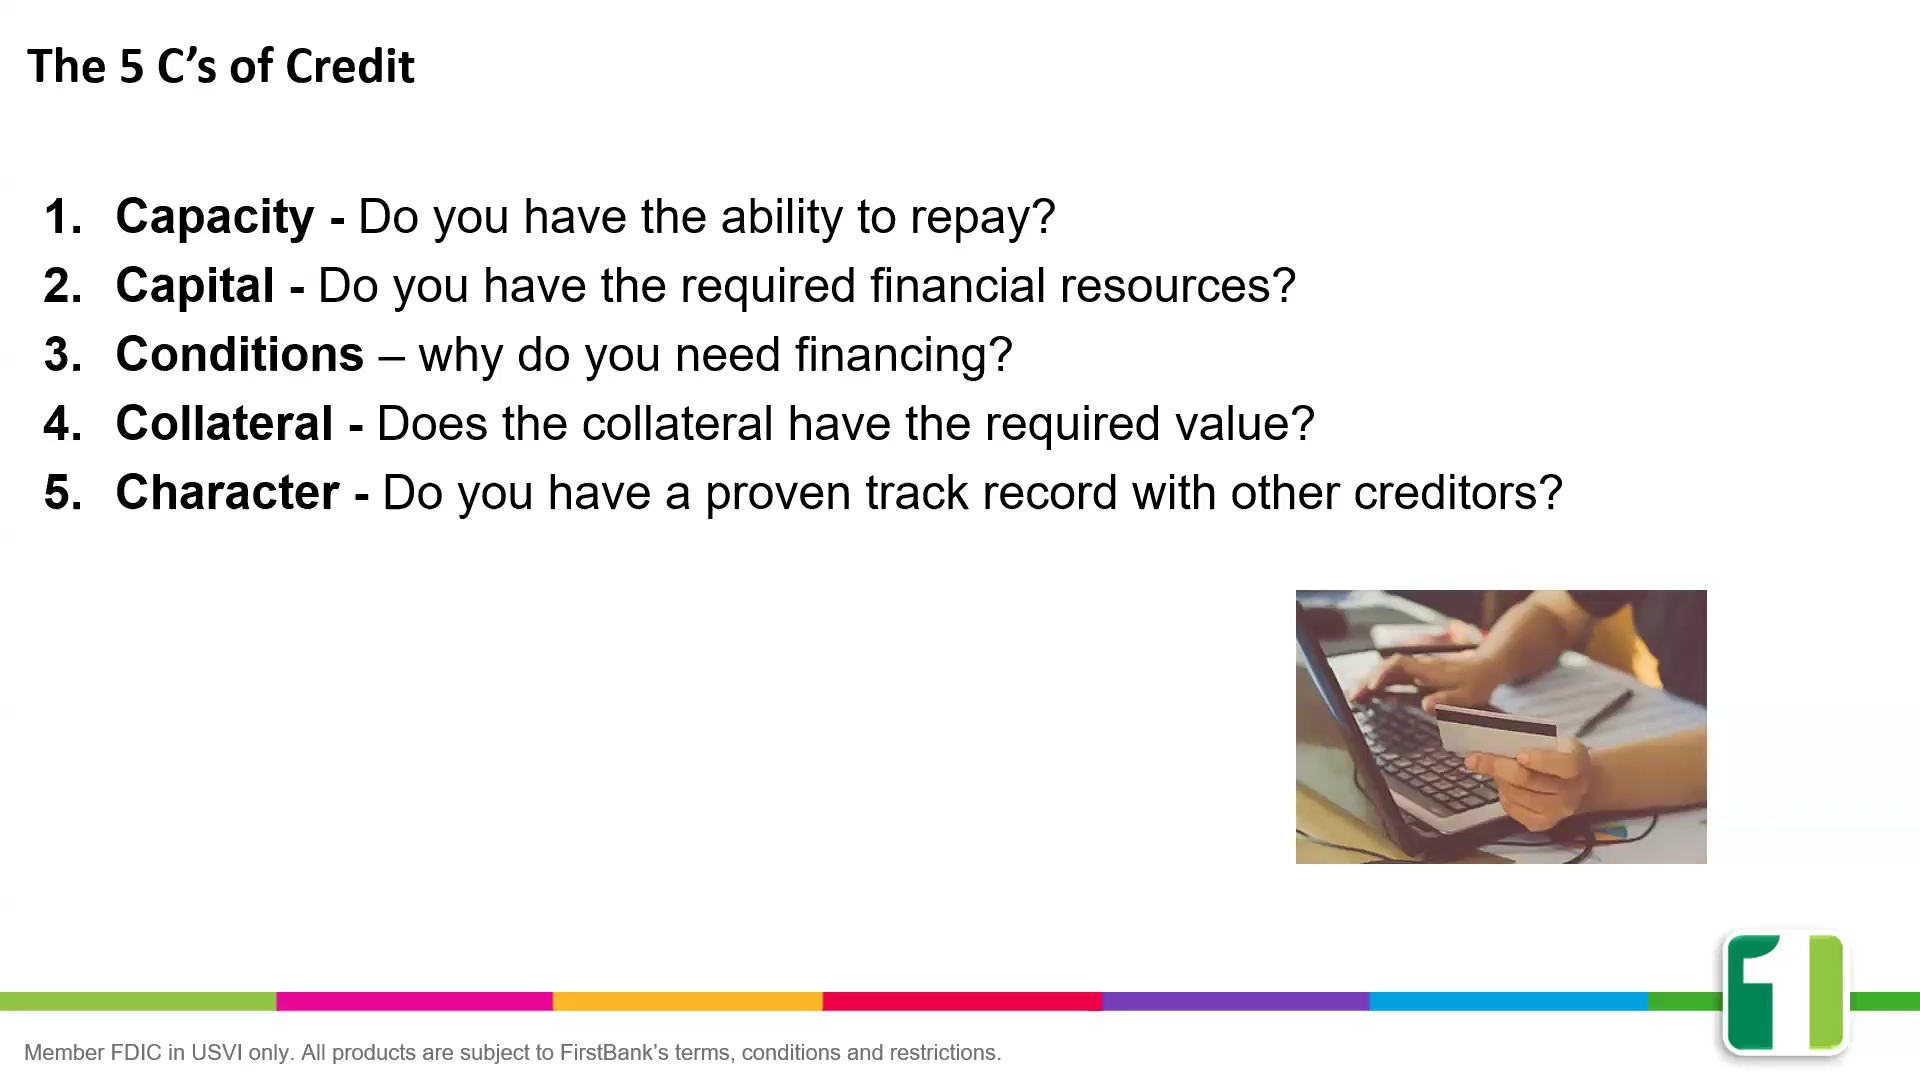 The 5 C’s of Credit
1. Capacity - Do you have the ability to repay?
2. Capital - Do you have the required financial resources?
3. Conditions – why do you need financing?
4. Collateral - Does the collateral have the required value?
5. Character - Do you have a proven track record with other creditors?
1
Member FDIC in USVI only. All products are subject to FirstBank’s terms, conditions and restrictions.